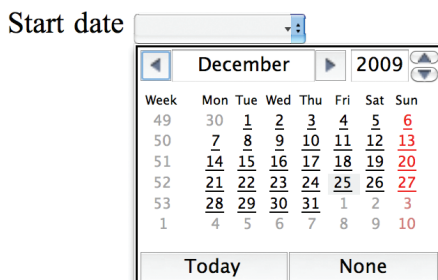 Start date
December 2009
Week Mon Tue Wed Thu Fri Sat Sun
49 30 1 2 3 4 5 6
50 7 8 9 10 11 12 13
51 14 15 16 17 18 19 20
52 21 22 23 24 25 26 27
53 28 29 30 31 1 2 3
1 4 5 6 7 8 9 10
Today None